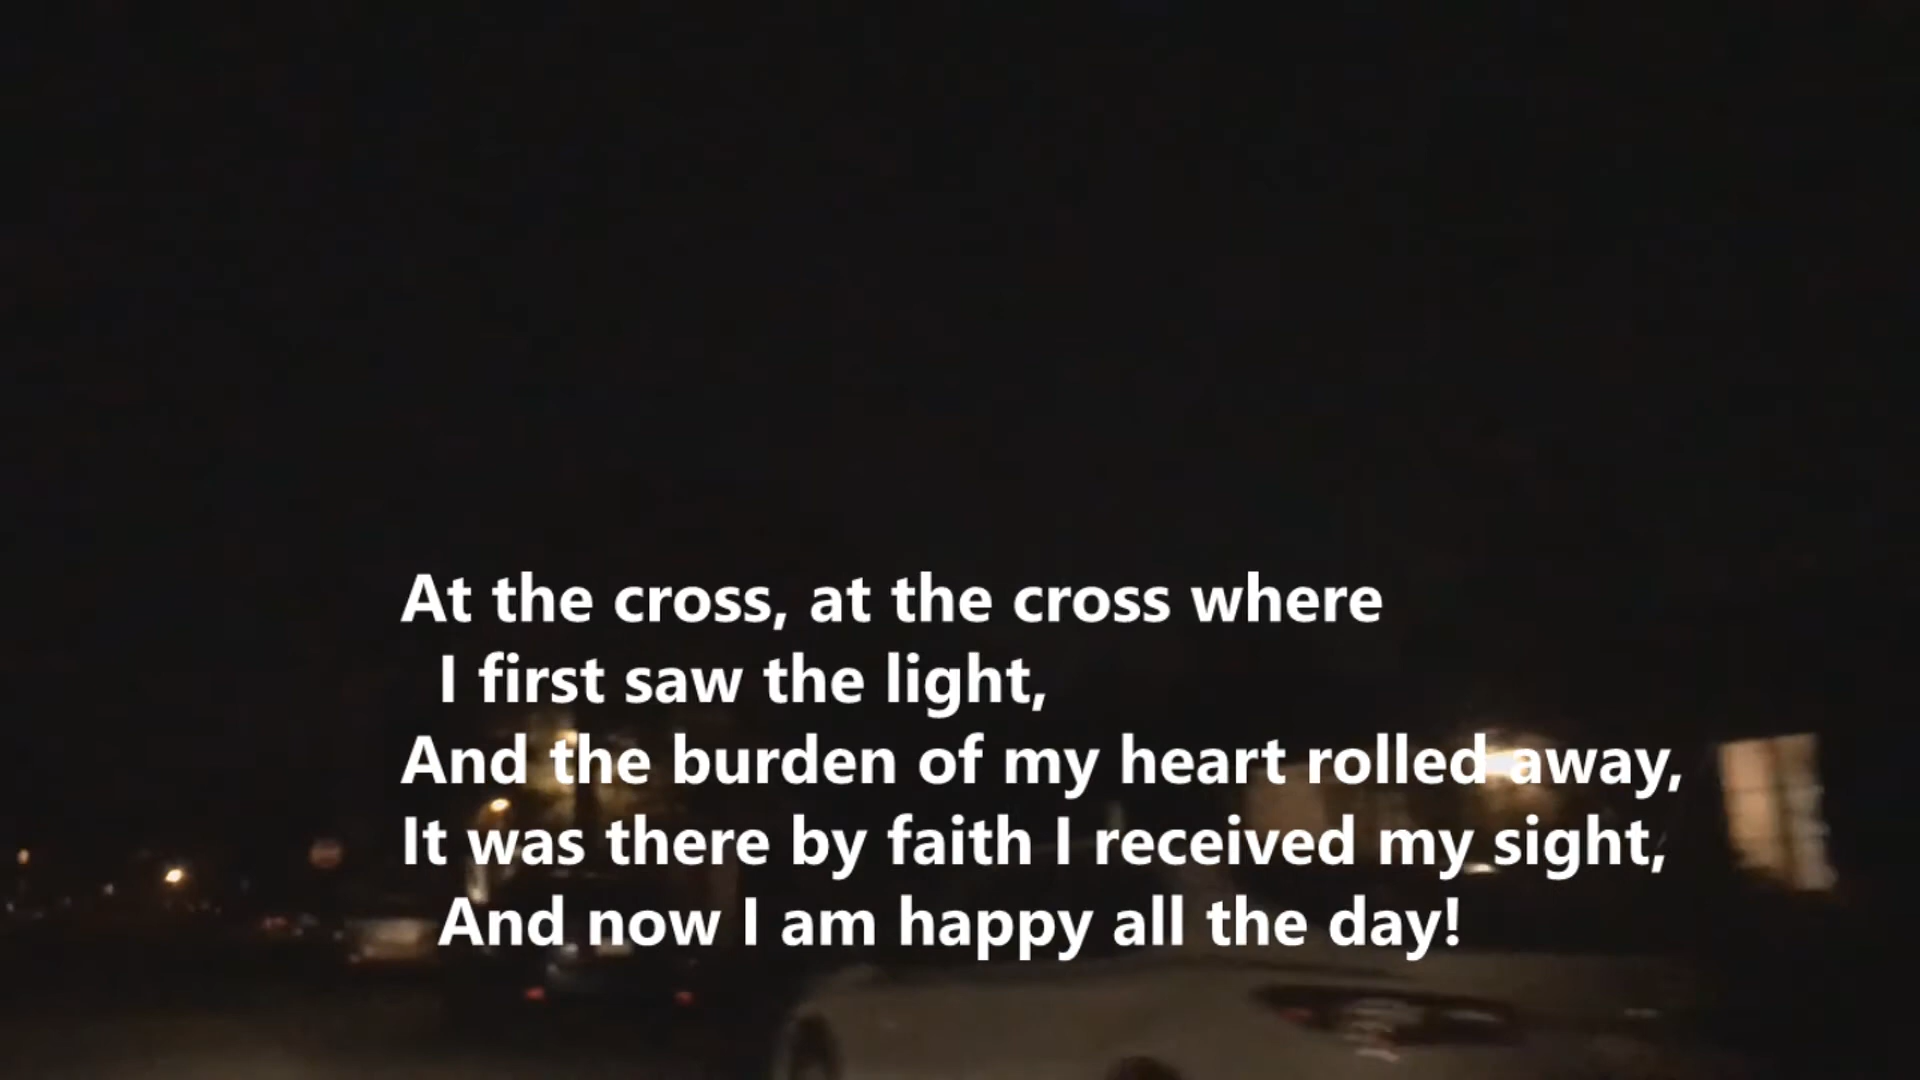 At the cross, at the cross where
I first saw the light,
And the burden of my heart rolled away,
It was there by faith I received my sight,
And now I am happy all the day!